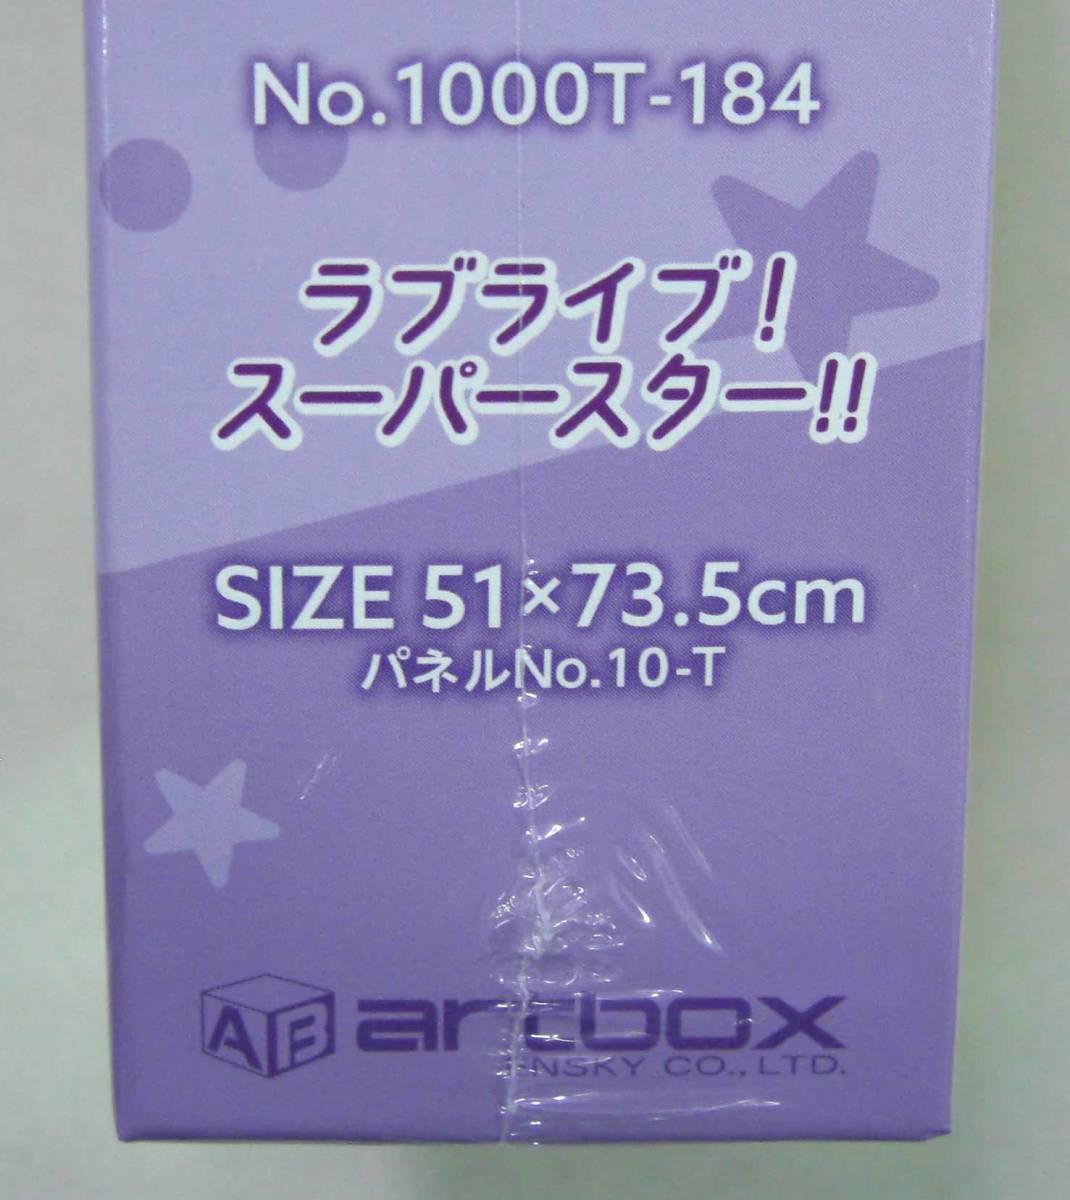 No.1000T-184
ラブライブ!
スーパースター!!
SIZE 51×73.5cm
パネルNo.10-T
AB artbox
ENSKY CO., LTD.